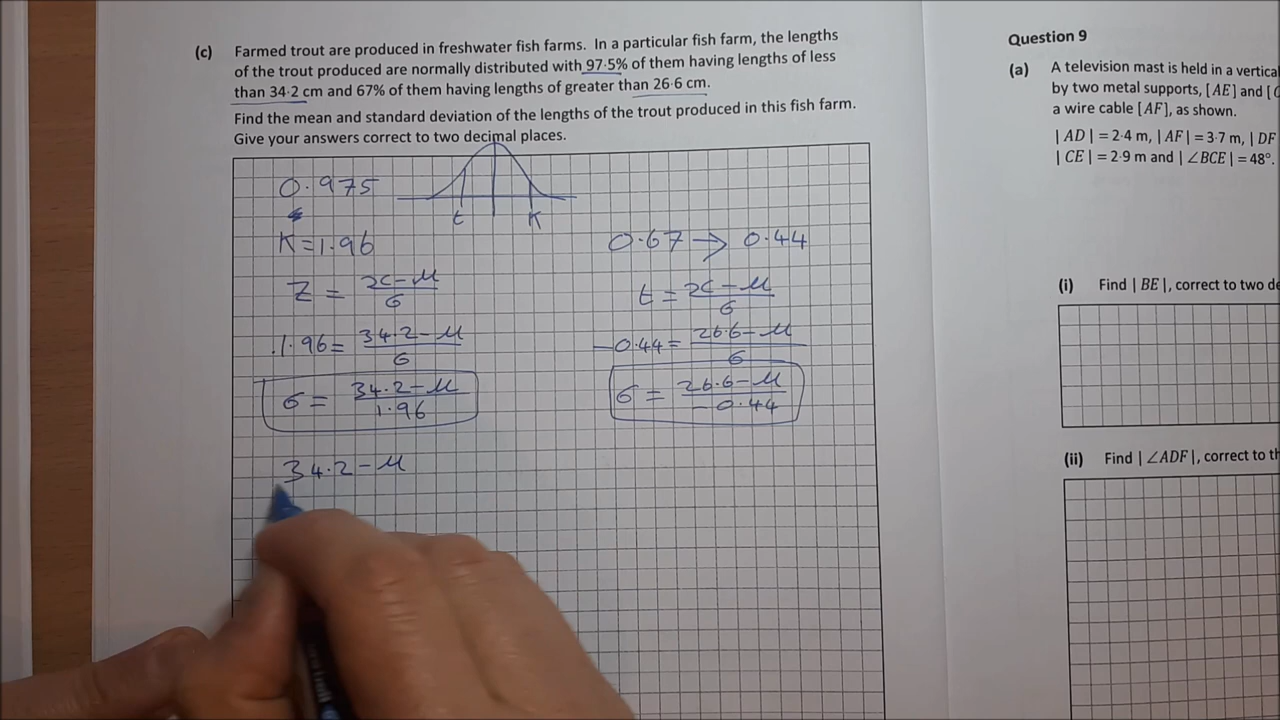 (c) Farmed trout are produced in freshwater fish farms. In a particular fish farm, the lengths
of the trout produced are normally distributed with 97·5% of them having lengths of less
than 34·2 cm and 67% of them having lengths of greater than 26·6 cm.
Find the mean and standard deviation of the lengths of the trout produced in this fish farm.
Give your answers correct to two decimal places.
0.975
t K
K = 1.96
Z = x - μ / σ
1.96 = 34.2 - μ / σ
σ = 34.2 - μ / 1.96
34.2 - μ
0.67 → 0.44
t = x - μ / σ
-0.44 = 26.6 - μ / σ
σ = 26.6 - μ / -0.44
Question 9
(a) A television mast is held in a vertica
by two metal supports, [AE] and [
a wire cable [AF], as shown.
|AD| = 2·4 m, |AF| = 3·7 m, |DF
|CE| = 2·9 m and |∠BCE| = 48°.
(i) Find |BE|, correct to two de
(ii) Find |∠ADF|, correct to th